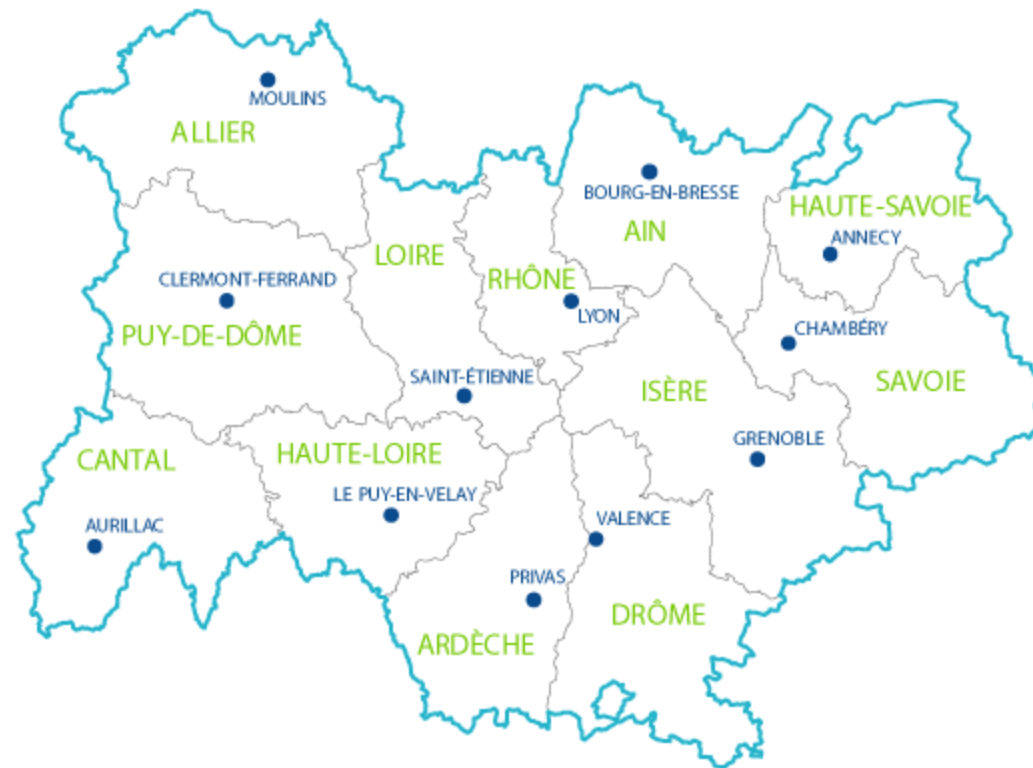 MOULINS
ALLIER
BOURG-EN-BRESSE
HAUTE-SAVOIE
AIN
ANNECY
LOIRE
RHÔNE
CLERMONT-FERRAND
LYON
CHAMBÉRY
PUY-DE-DÔME
SAINT-ÉTIENNE
ISÈRE
SAVOIE
GRENOBLE
HAUTE-LOIRE
CANTAL
LE PUY-EN-VELAY
VALENCE
AURILLAC
PRIVAS
DRÔME
ARDÈCHE